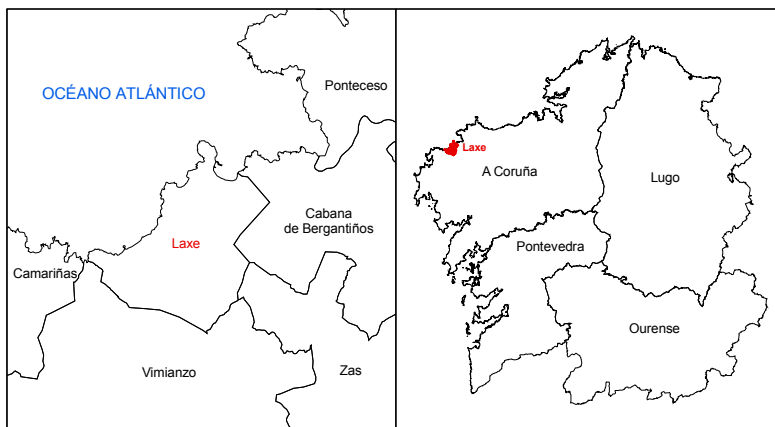 OCÉANO ATLÁNTICO
Ponteceso
Cabana
de Bergantiños
Laxe
Camariñas
Vimianzo
Zas
Laxe
A Coruña
Lugo
Pontevedra
Ourense